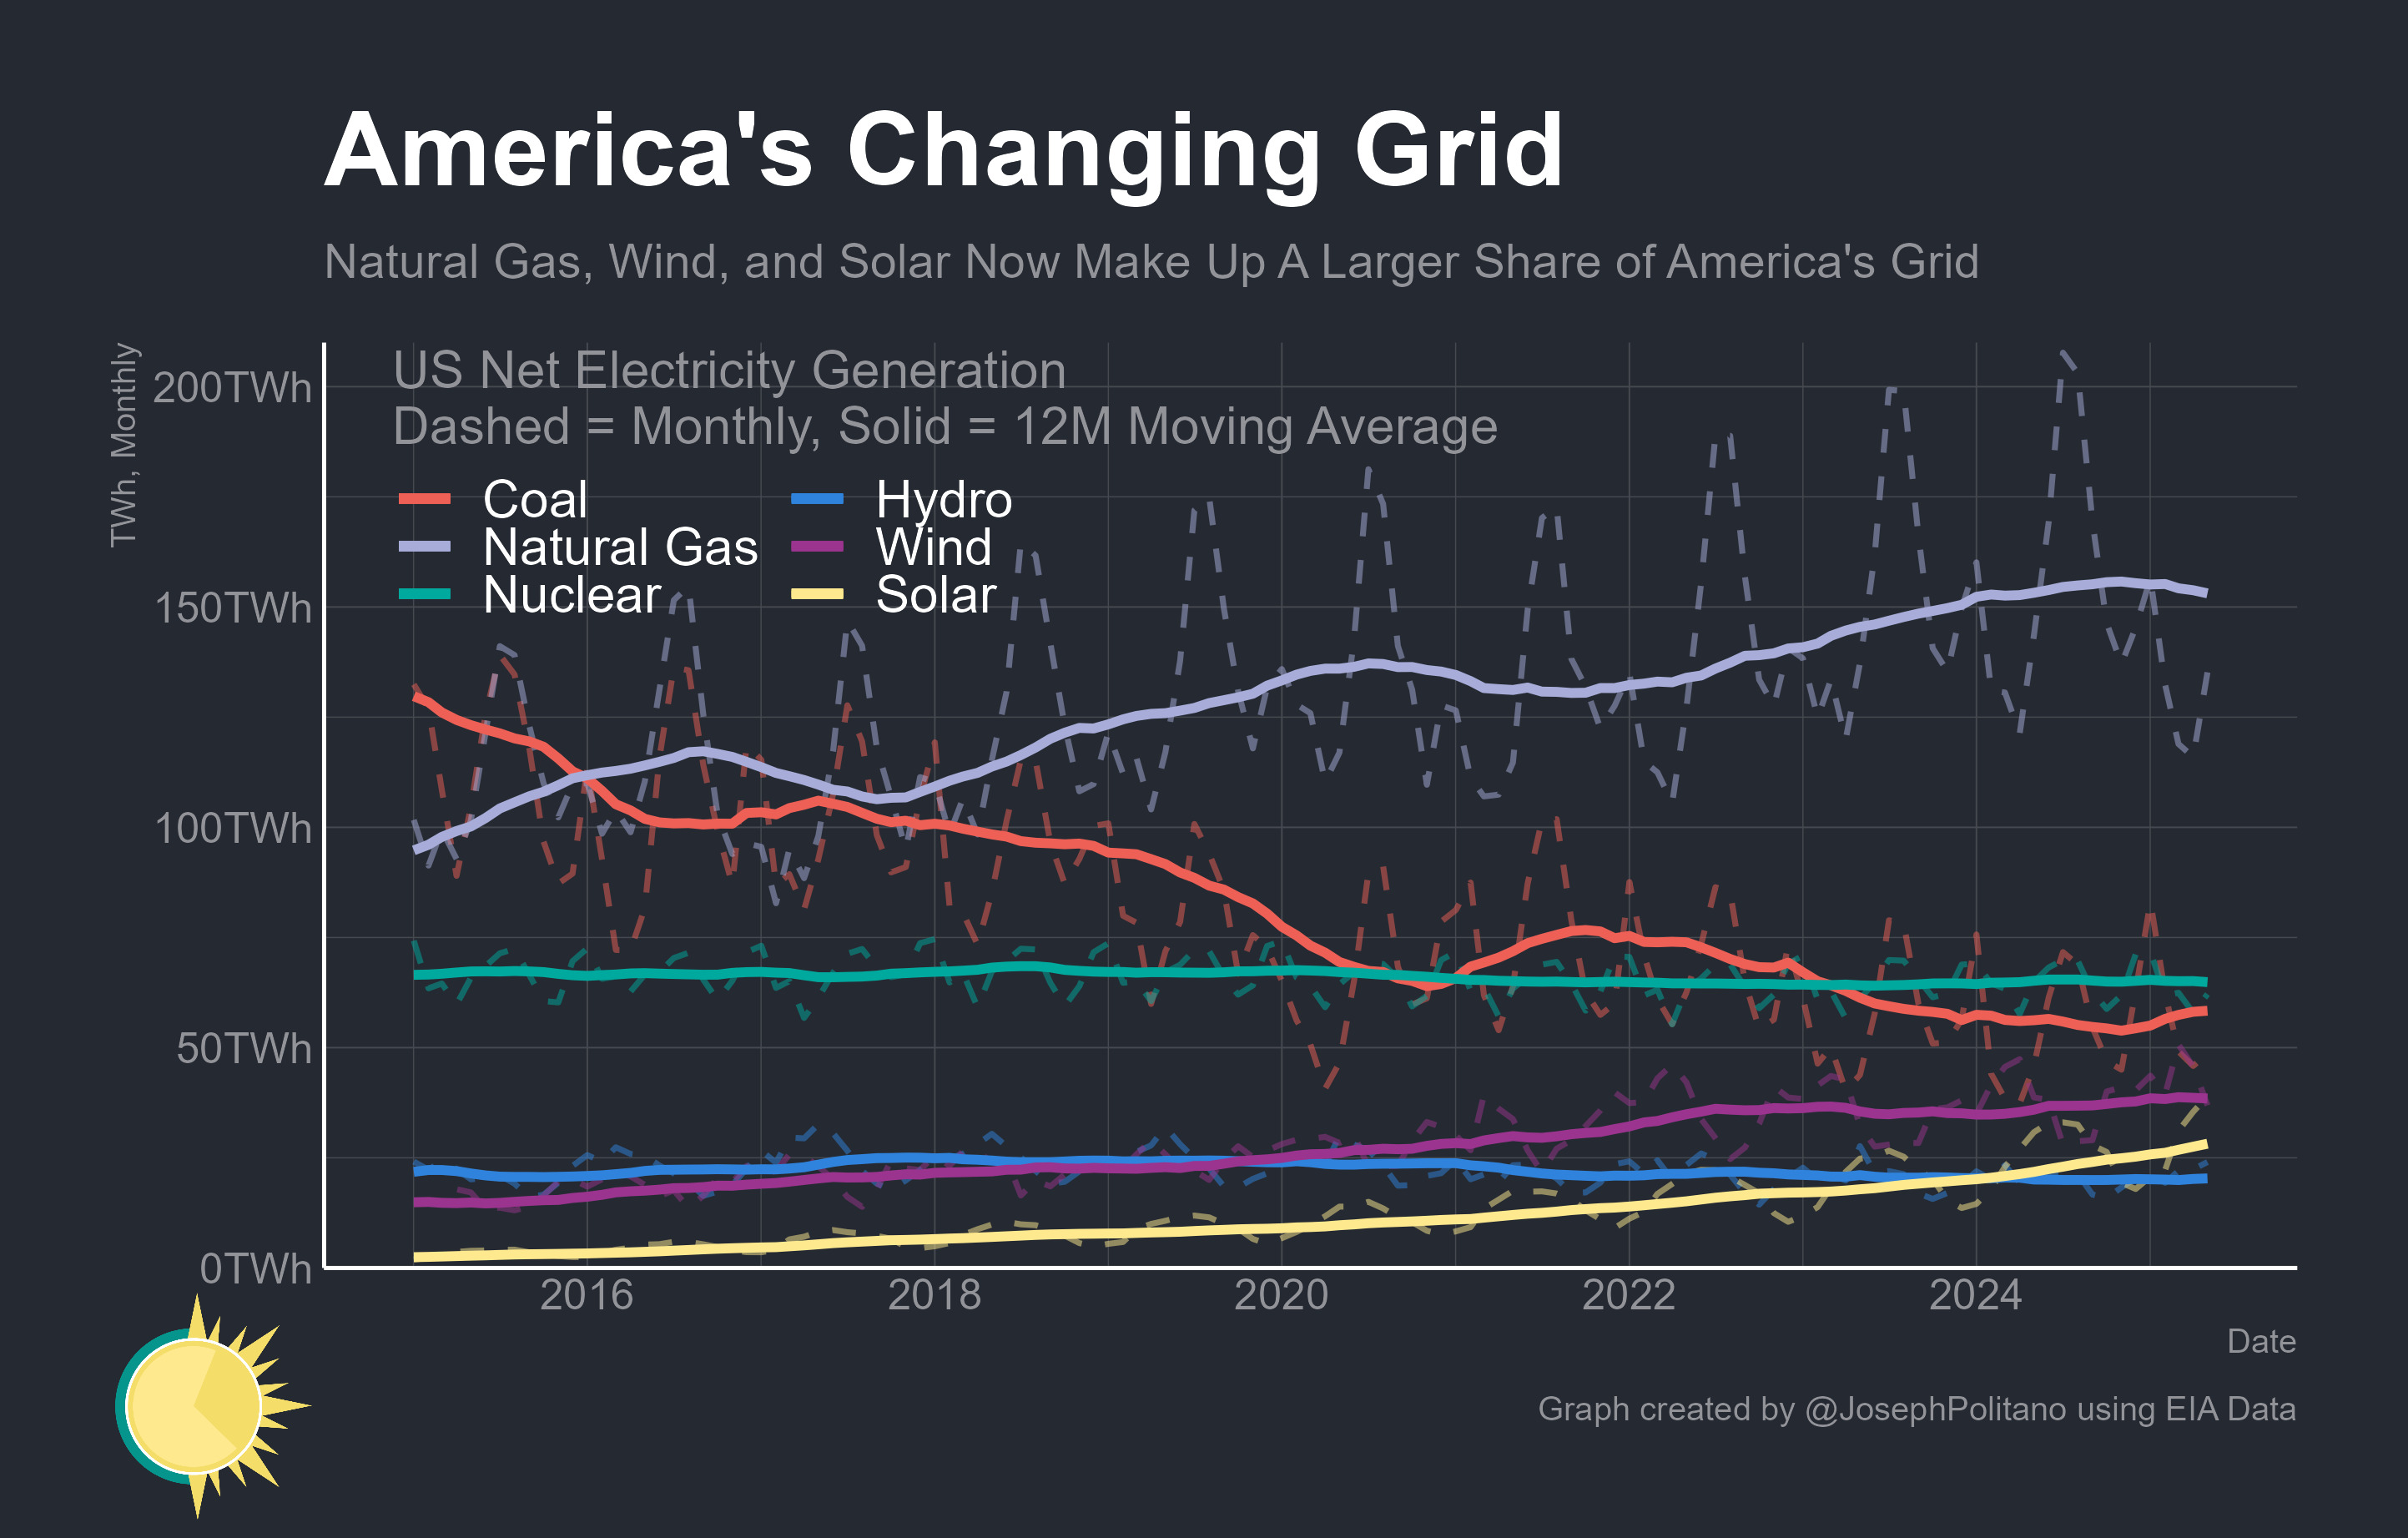 America's Changing Grid
Natural Gas, Wind, and Solar Now Make Up A Larger Share of America's Grid
TWh, Monthly
US Net Electricity Generation
Dashed = Monthly, Solid = 12M Moving Average
Coal
Natural Gas
Nuclear
Hydro
Wind
Solar
200TWh
150TWh
100TWh
50TWh
0TWh
2016
2018
2020
2022
2024
Date
Graph created by @JosephPolitano using EIA Data